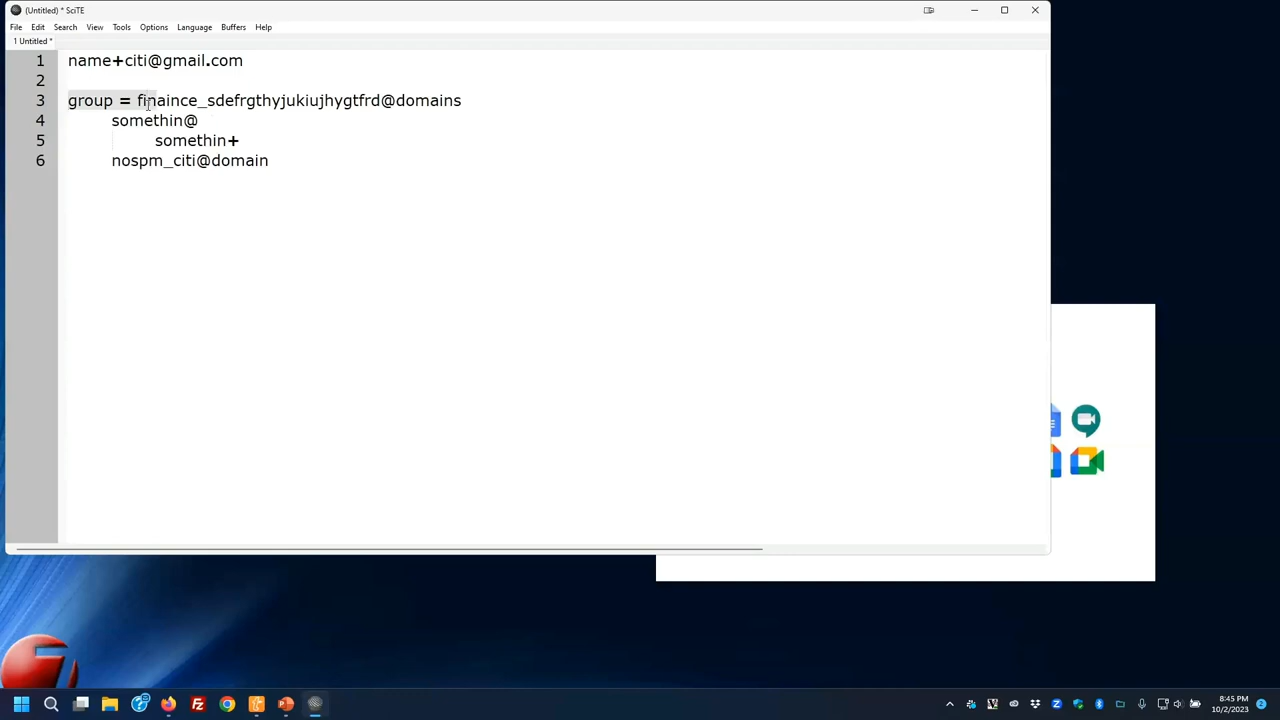 (Untitled) * SciTE
File Edit Search View Tools Options Language Buffers Help
1 Untitled *
1 name+citi@gmail.com
2
3 group = finaince_sdefrgthyjukiujhygtfrd@domains
4 somethin@
5 somethin+
6 nospm_citi@domain
8:45 PM
10/2/2023